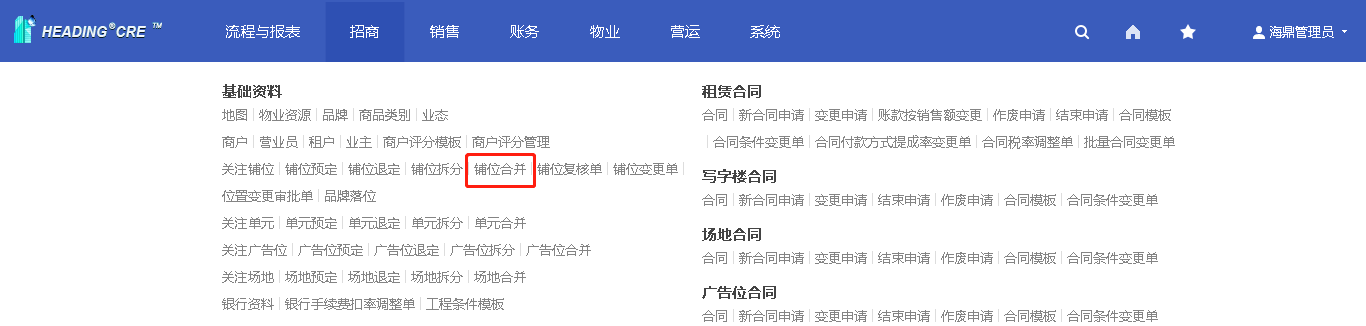 HEADING®CRE TM
流程与报表 招商 销售 账务 物业 营运 系统 海鼎管理员
基础资料
地图 物业资源 品牌 商品类别 业态
商户 营业员 租户 业主 商户评分模板 商户评分管理
关注铺位 铺位预定 铺位退定 铺位拆分 铺位合并 铺位复核单 铺位变更单
位置变更审批单 品牌落位
关注单元 单元预定 单元退定 单元拆分 单元合并
关注广告位 广告位预定 广告位退定 广告位拆分 广告位合并
关注场地 场地预定 场地退定 场地拆分 场地合并
银行资料 银行手续费扣率调整单 工程条件模板
租赁合同
合同 新合同申请 变更申请 账款按销售额变更 作废申请 结束申请 合同模板
合同条件变更单 合同付款方式提成率变更单 合同税率调整单 批量合同变更单
写字楼合同
合同 新合同申请 变更申请 结束申请 作废申请 合同模板 合同条件变更单
场地合同
合同 新合同申请 变更申请 结束申请 作废申请 合同模板 合同条件变更单
广告位合同
合同 新合同申请 变更申请 结束申请 作废申请 合同模板 合同条件变更单